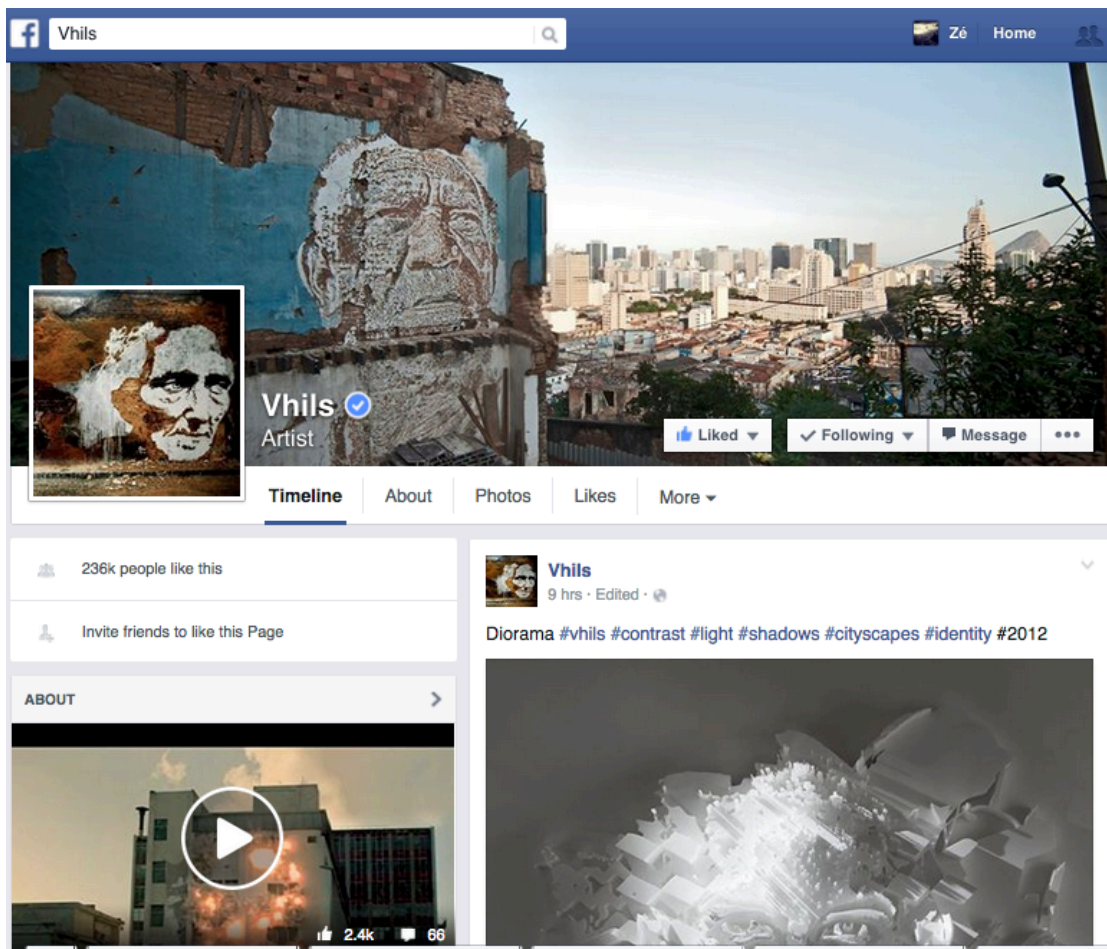 Vhils
Zé
Home
Vhils
Artist
Liked
Following
Message
Timeline
About
Photos
Likes
More
236k people like this
Invite friends to like this Page
ABOUT
2.4k 66
Vhils
9 hrs · Edited ·
Diorama #vhils #contrast #light #shadows #cityscapes #identity #2012